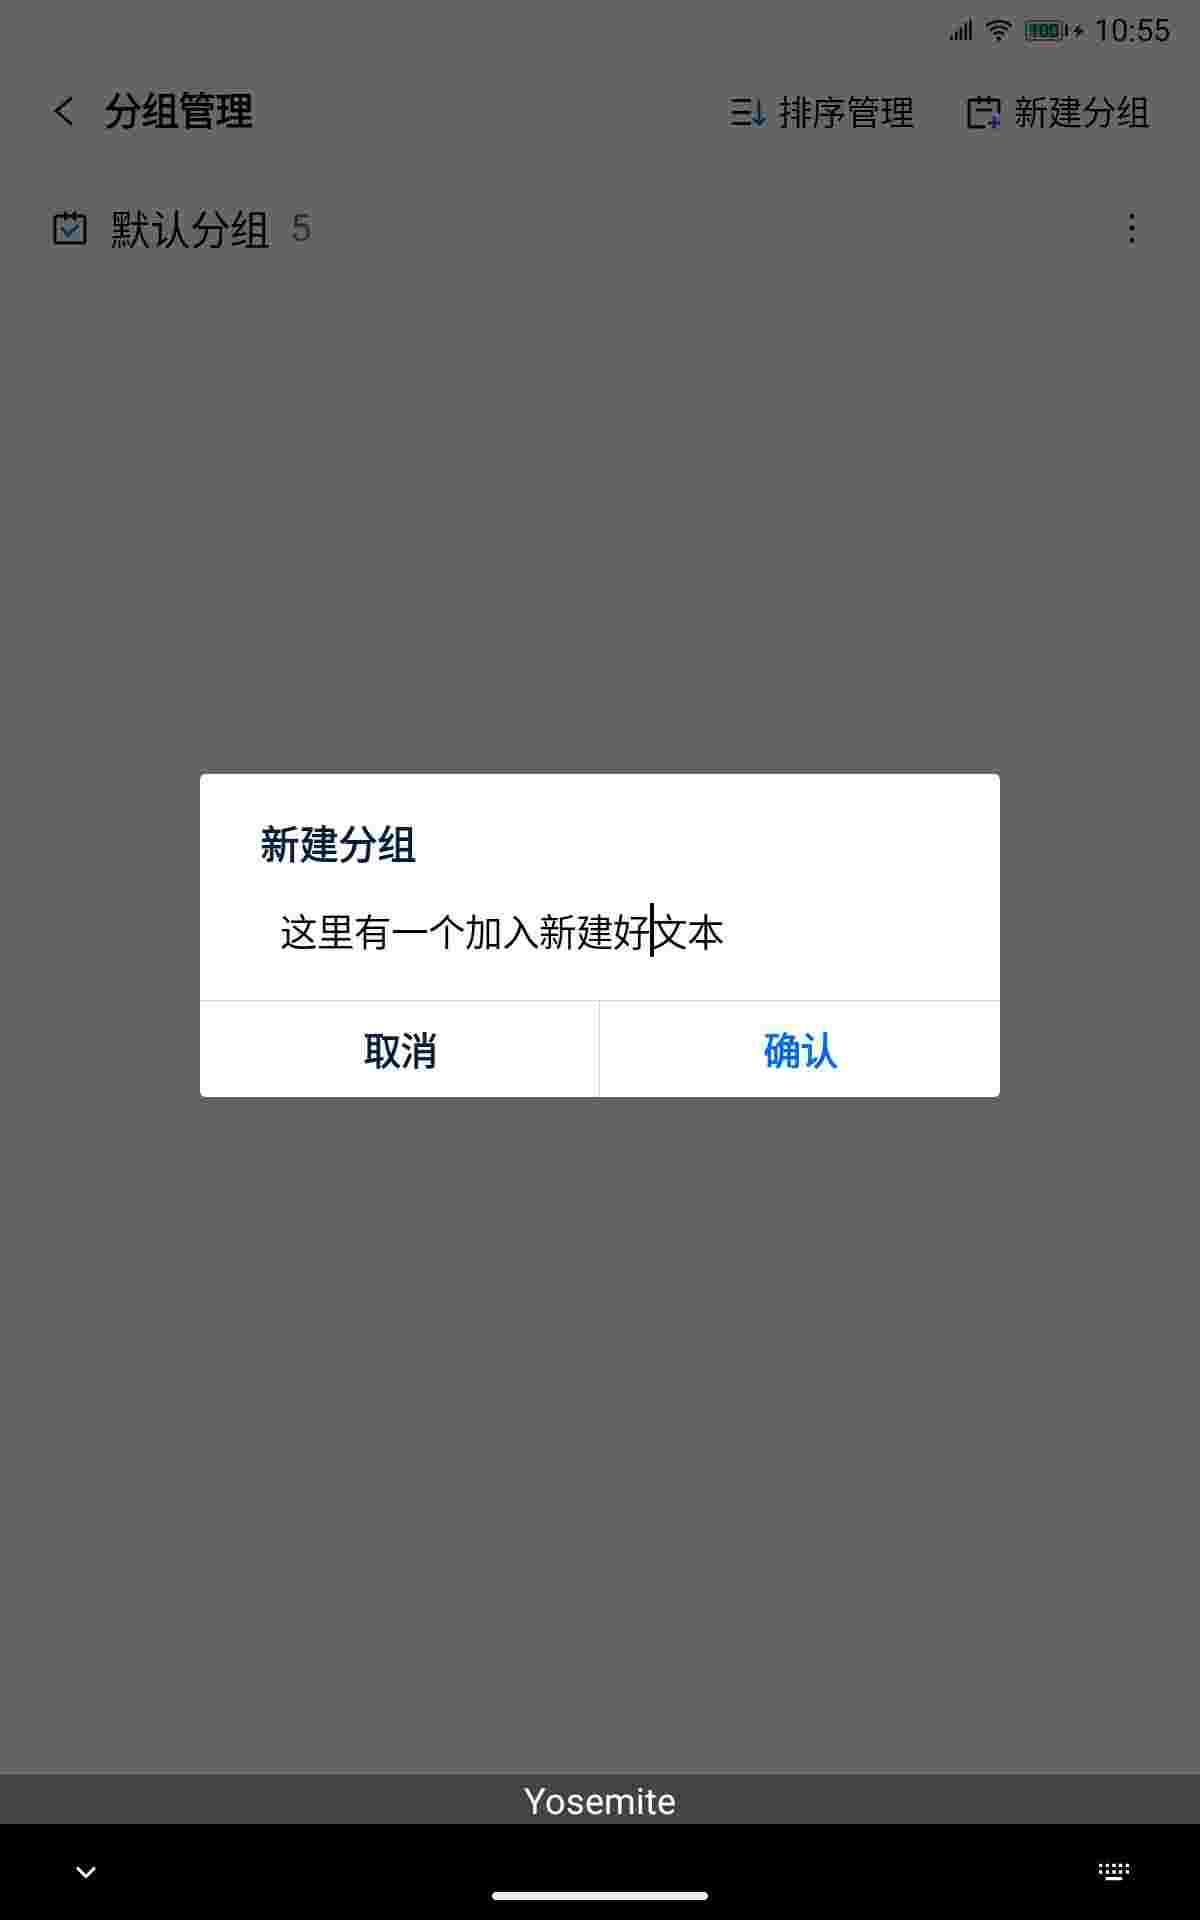 100 10:55
分组管理 排序管理 新建分组
默认分组 5
新建分组
这里有一个加入新建好文本
取消 确认
Yosemite